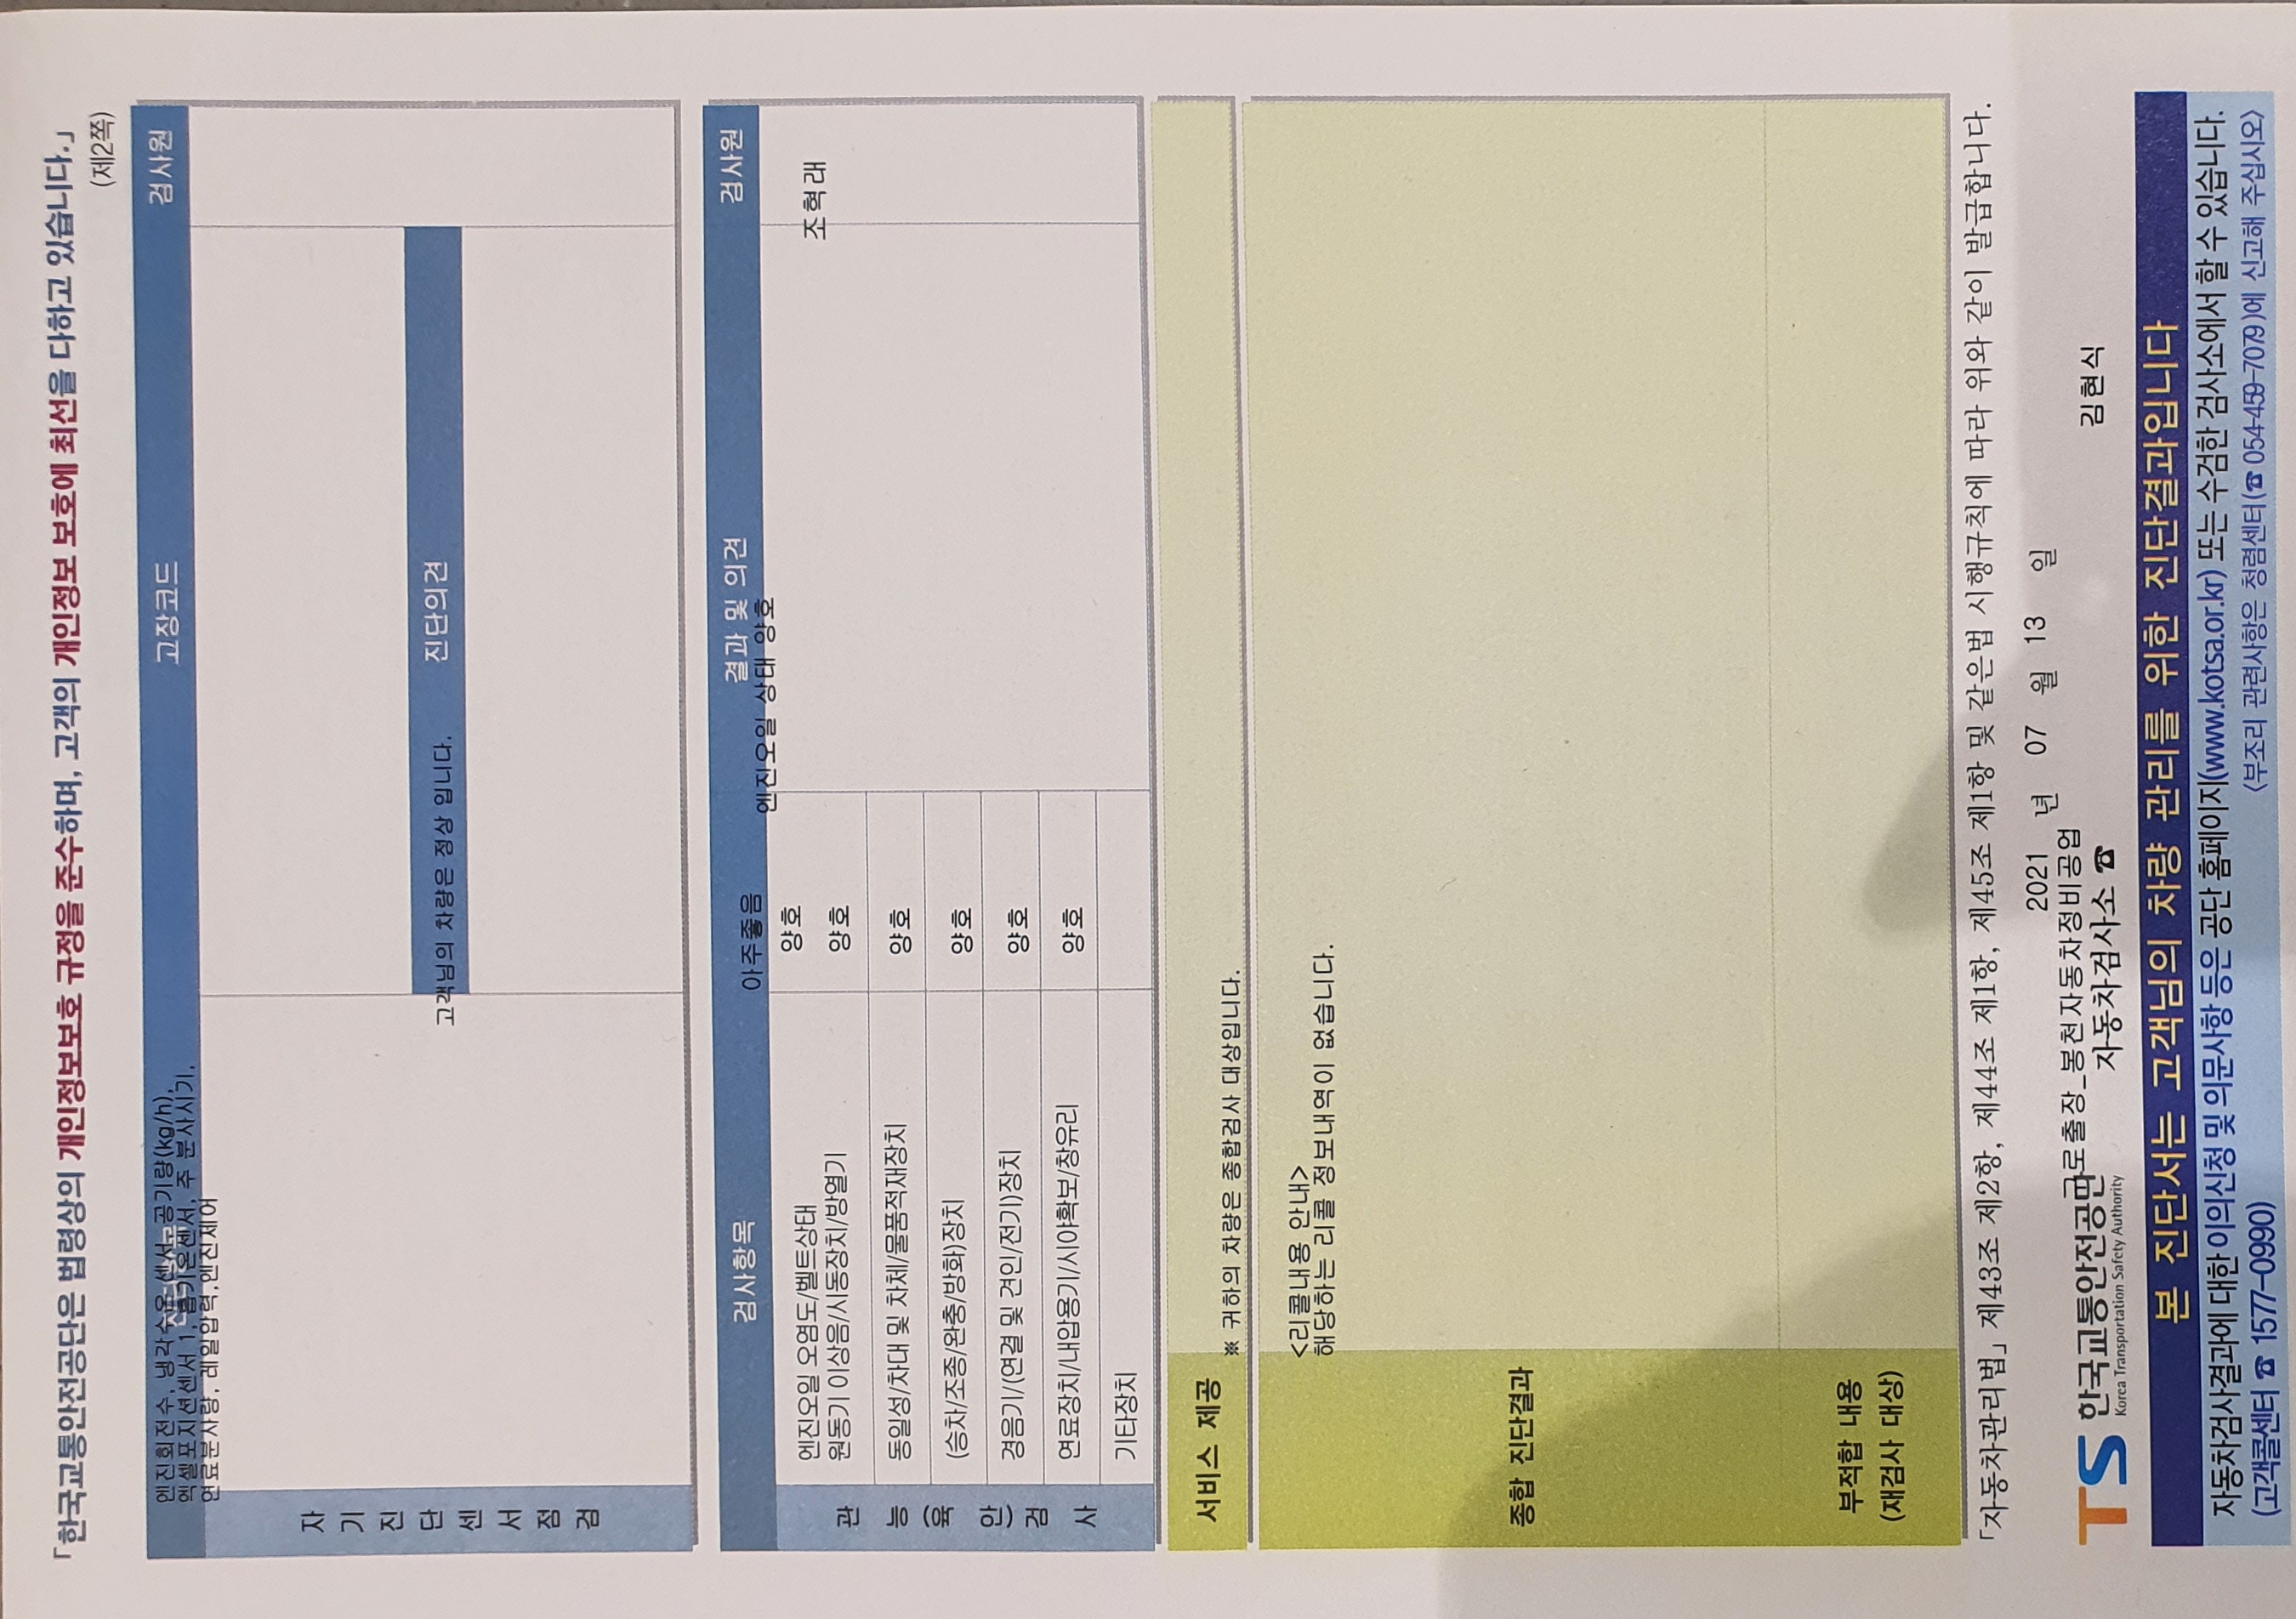 「한국교통안전공단은 법령상의 개인정보보호 규정을 준수하며, 고객의 개인정보 보호에 최선을 다하고 있습니다.」
(제2쪽)
고장코드 검사원
엔진회전수, 냉각수온센서, 공기량(kg/h),
액셀포지션센서 1, 흡기온센서, 주 분사시기,
연료분사량, 레일압력,엔진제어
자기진단센서점검
진단의견
고객님의 차량은 정상 입니다.
검사항목 아주좋음 결과 및 의견 검사원
엔진오일 상태 양호
관능(육안)검사
엔진오일 오염도/벨트상태 양호 조혁래
원동기 이상음/시동장치/방열기 양호
동일성/차대 및 차체/물품적재장치 양호
(승차/조종/완충/방화)장치 양호
경음기/(연결 및 견인/전기)장치 양호
연료장치/내압용기/시야확보/창유리 양호
기타장치
서비스 제공
※ 귀하의 차량은 종합검사 대상입니다.
<리콜내용 안내>
해당하는 리콜 정보내역이 없습니다.
종합 진단결과
부적합 내용
(재검사 대상)
「자동차관리법」 제43조 제2항, 제44조 제1항, 제45조 제1항 및 같은법 시행규칙에 따라 위와 같이 발급합니다.
2021 년 07 월 13 일
TS 한국교통안전공단 구로출장_봉천자동차정비공업
Korea Transportation Safety Authority
자동차검사소 ☎ 김현식
본 진단서는 고객님의 차량 관리를 위한 진단결과입니다
자동차검사결과에 대한 이의신청 및 의문사항 등은 공단 홈페이지(www.kotsa.or.kr) 또는 수검한 검사소에서 할 수 있습니다.
(고객콜센터 ☎ 1577-0990) <부조리 관련사항은 청렴센터(☎ 054-459-7079)에 신고해 주십시오>